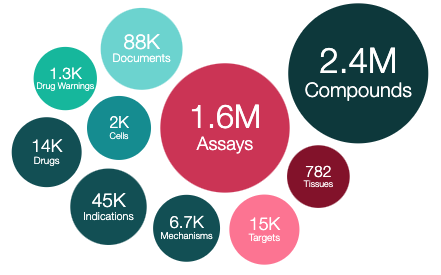 88K
Documents
2.4M
Compounds
1.3K
Drug Warnings
1.6M
Assays
2K
Cells
14K
Drugs
782
Tissues
45K
Indications
6.7K
Mechanisms
15K
Targets